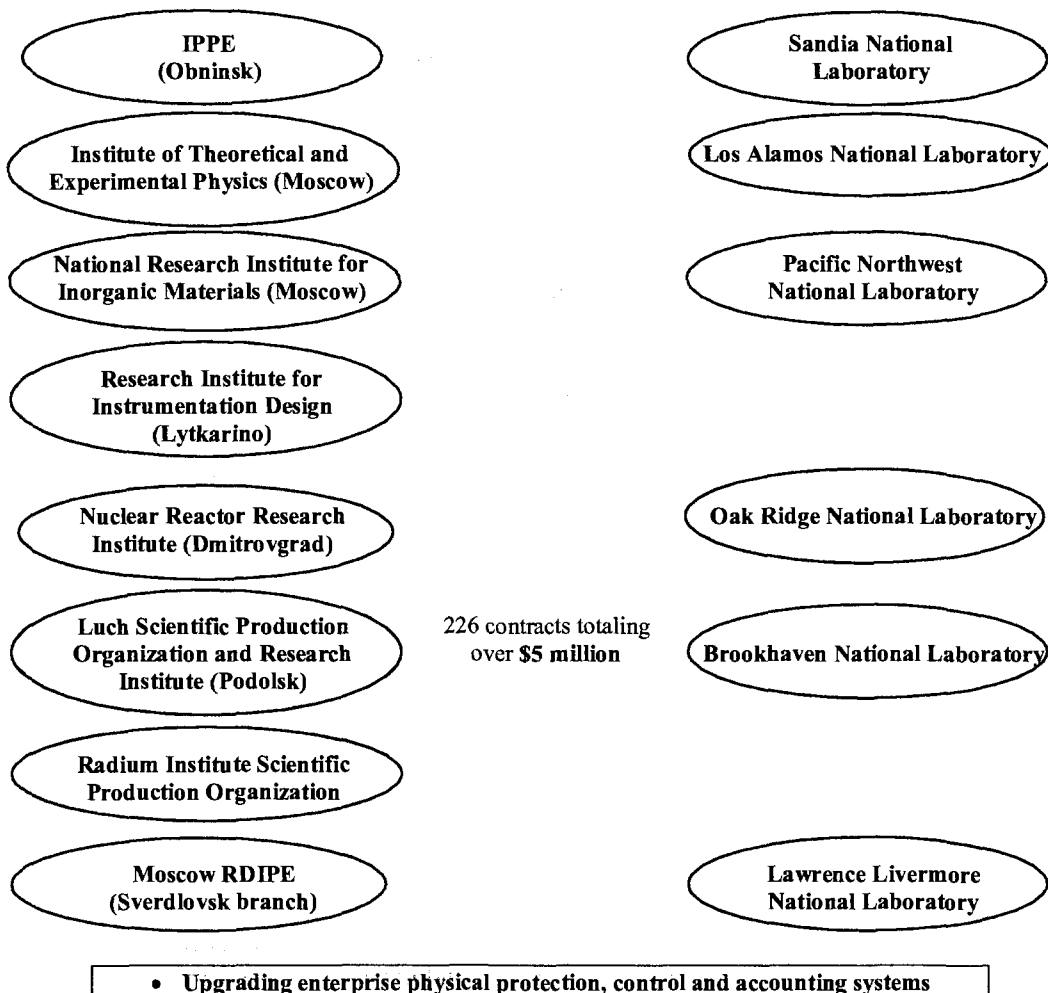 IPPE
(Obninsk)
Sandia National
Laboratory
Institute of Theoretical and
Experimental Physics (Moscow)
Los Alamos National Laboratory
National Research Institute for
Inorganic Materials (Moscow)
Pacific Northwest
National Laboratory
Research Institute for
Instrumentation Design
(Lytkarino)
Nuclear Reactor Research
Institute (Dmitrovgrad)
Oak Ridge National Laboratory
Luch Scientific Production
Organization and Research
Institute (Podolsk)
226 contracts totaling
over $5 million
Brookhaven National Laboratory
Radium Institute Scientific
Production Organization
Moscow RDIPE
(Sverdlovsk branch)
Lawrence Livermore
National Laboratory
• Upgrading enterprise physical protection, control and accounting systems